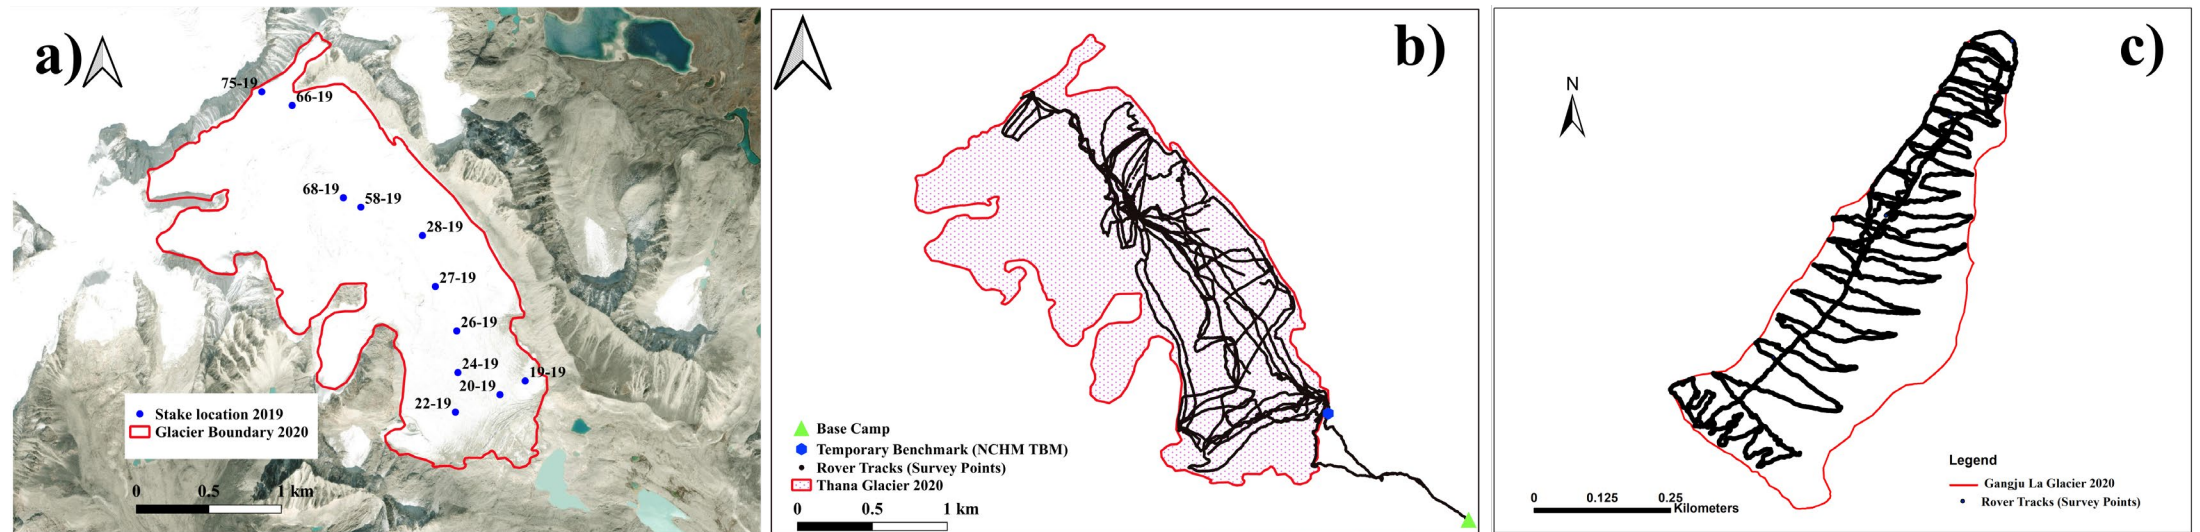 a)
75-19
66-19
68-19
58-19
28-19
27-19
26-19
24-19
19-19
20-19
22-19
Stake location 2019
Glacier Boundary 2020
0 0.5 1 km
b)
Base Camp
Temporary Benchmark (NCHM TBM)
Rover Tracks (Survey Points)
Thana Glacier 2020
0 0.5 1 km
c)
N
Legend
Gangju La Glacier 2020
Rover Tracks (Survey Points)
0 0.125 0.25
Kilometers